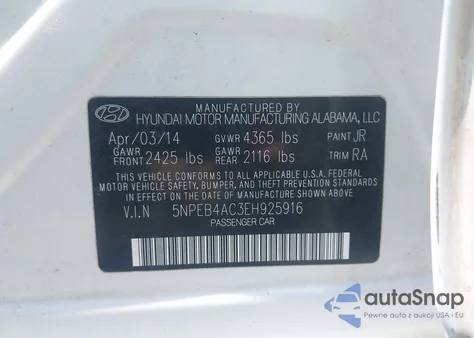 MANUFACTURED BY
HYUNDAI MOTOR MANUFACTURING ALABAMA, LLC
Apr/03/14 GVWR 4365 lbs PAINT JR
GAWR FRONT 2425 lbs GAWR REAR 2116 lbs TRIM RA
THIS VEHICLE CONFORMS TO ALL APPLICABLE U.S.A. FEDERAL MOTOR
VEHICLE SAFETY, BUMPER, AND THEFT PREVENTION STANDARDS
IN EFFECT ON THE DATE OF MANUFACTURE SHOWN ABOVE.
V.I.N 5NPEB4AC3EH925916
PASSENGER CAR
autoSnap
Pewne auta z aukcji USA i EU